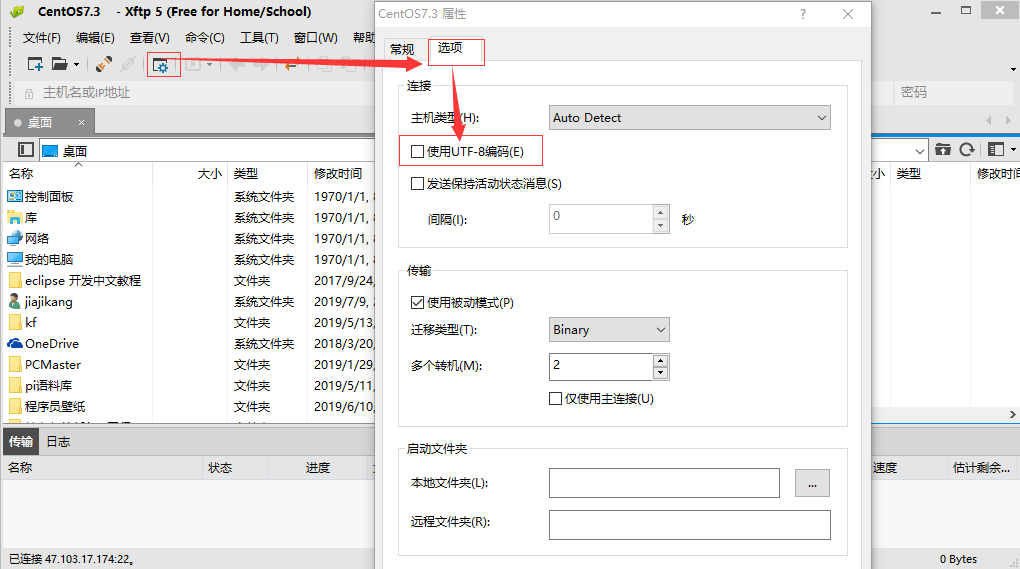 CentOS7.3 - Xftp 5 (Free for Home/School)
文件(F) 编辑(E) 查看(V) 命令(C) 工具(T) 窗口(W) 帮助
主机名或IP地址
密码
桌面 ×
桌面
名称 大小 类型 修改时间
控制面板 系统文件夹 1970/1/1,
库 系统文件夹 1970/1/1,
网络 系统文件夹 1970/1/1,
我的电脑 系统文件夹 1970/1/1,
eclipse 开发中文教程 文件夹 2017/9/24,
jiajikang 系统文件夹 2019/7/9,
kf 文件夹 2019/5/13,
OneDrive 系统文件夹 2018/3/20,
PCMaster 文件夹 2019/1/29,
pi语料库 文件夹 2019/5/11,
程序员壁纸 文件夹 2019/6/10,
CentOS7.3 属性 ?
常规 选项
连接
主机类型(H): Auto Detect
使用UTF-8编码(E)
发送保持活动状态消息(S)
间隔(I): 0 秒
传输
使用被动模式(P)
迁移类型(T): Binary
多个转机(M): 2
仅使用主连接(U)
启动文件夹
本地文件夹(L): ...
远程文件夹(R):
大小 类型 修改时间
传输 日志
名称 状态 进度 速度 估计剩余...
已连接 47.103.17.174:22。 0 Bytes